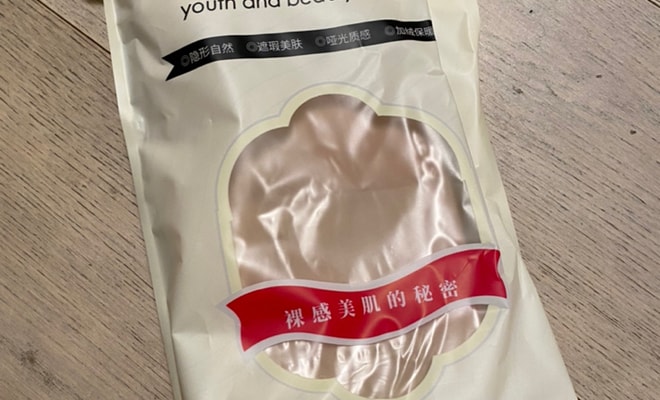 youth and beauty
◎隐形自然 ◎遮瑕美肤 ◎哑光质感 ◎加绒保暖
裸感美肌的秘密